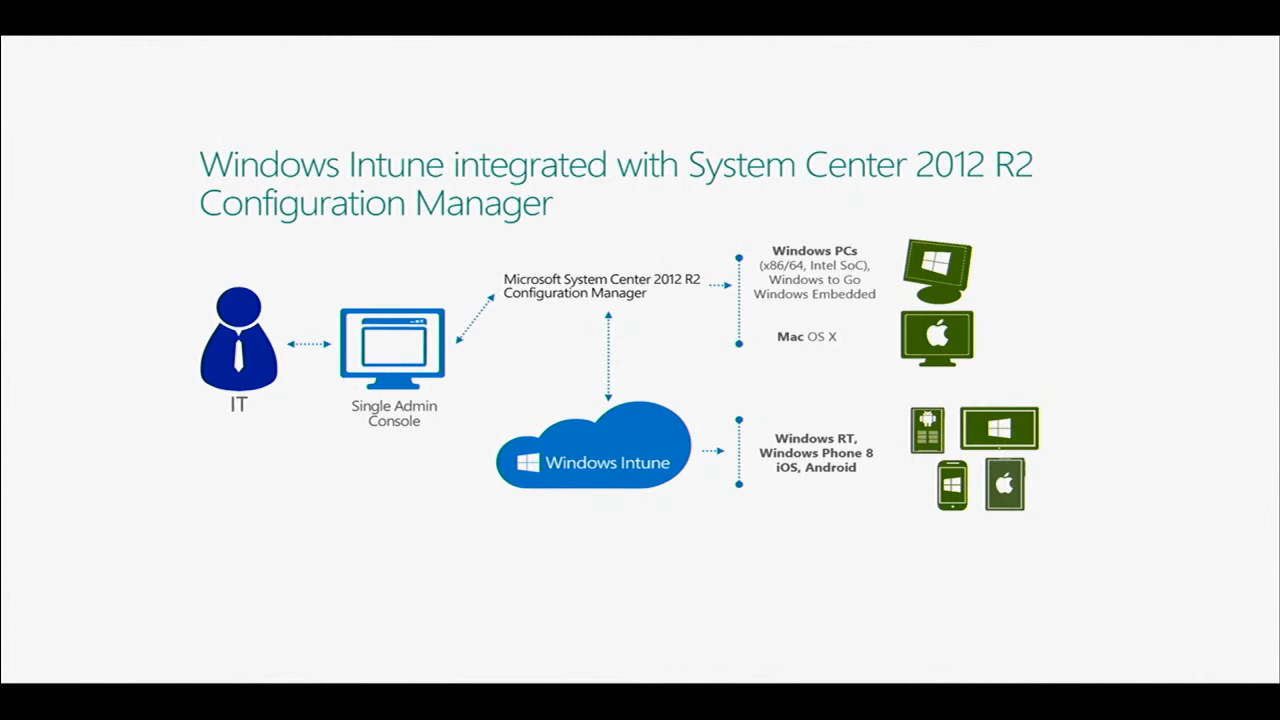 Windows Intune integrated with System Center 2012 R2
Configuration Manager
IT
Single Admin
Console
Microsoft System Center 2012 R2
Configuration Manager
Windows Intune
Windows PCs
(x86/64, Intel SoC),
Windows to Go
Windows Embedded
Mac OS X
Windows RT,
Windows Phone 8
iOS, Android